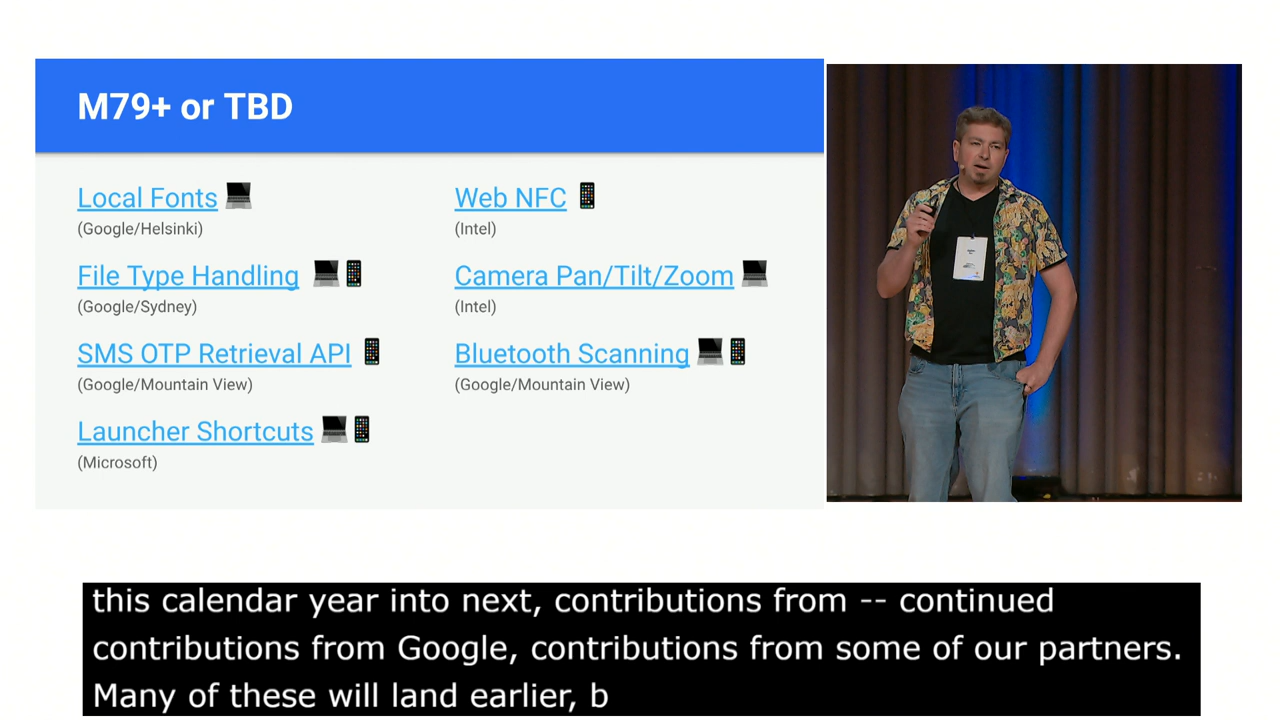 M79+ or TBD
Local Fonts
(Google/Helsinki)
File Type Handling
(Google/Sydney)
SMS OTP Retrieval API
(Google/Mountain View)
Launcher Shortcuts
(Microsoft)
Web NFC
(Intel)
Camera Pan/Tilt/Zoom
(Intel)
Bluetooth Scanning
(Google/Mountain View)
this calendar year into next, contributions from -- continued
contributions from Google, contributions from some of our partners.
Many of these will land earlier, b